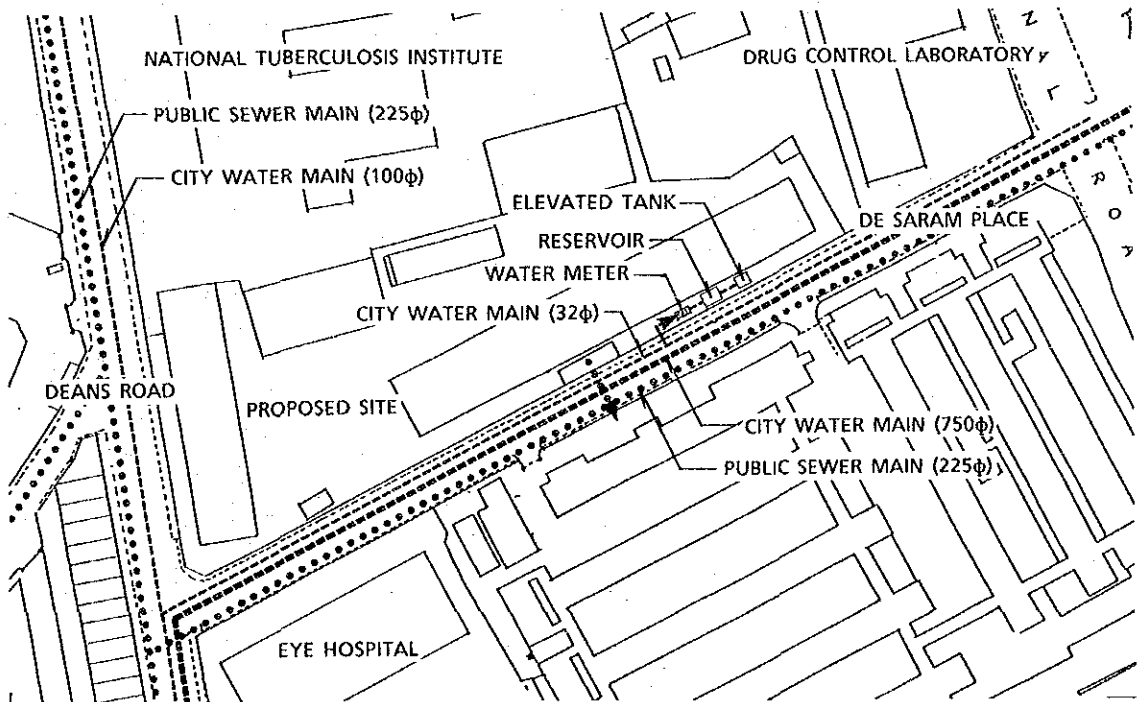 NATIONAL TUBERCULOSIS INSTITUTE
DRUG CONTROL LABORATORY
PUBLIC SEWER MAIN (225φ)
CITY WATER MAIN (100φ)
ELEVATED TANK
DE SARAM PLACE
RESERVOIR
WATER METER
CITY WATER MAIN (32φ)
DEANS ROAD
PROPOSED SITE
CITY WATER MAIN (750φ)
PUBLIC SEWER MAIN (225φ)
EYE HOSPITAL
R O A